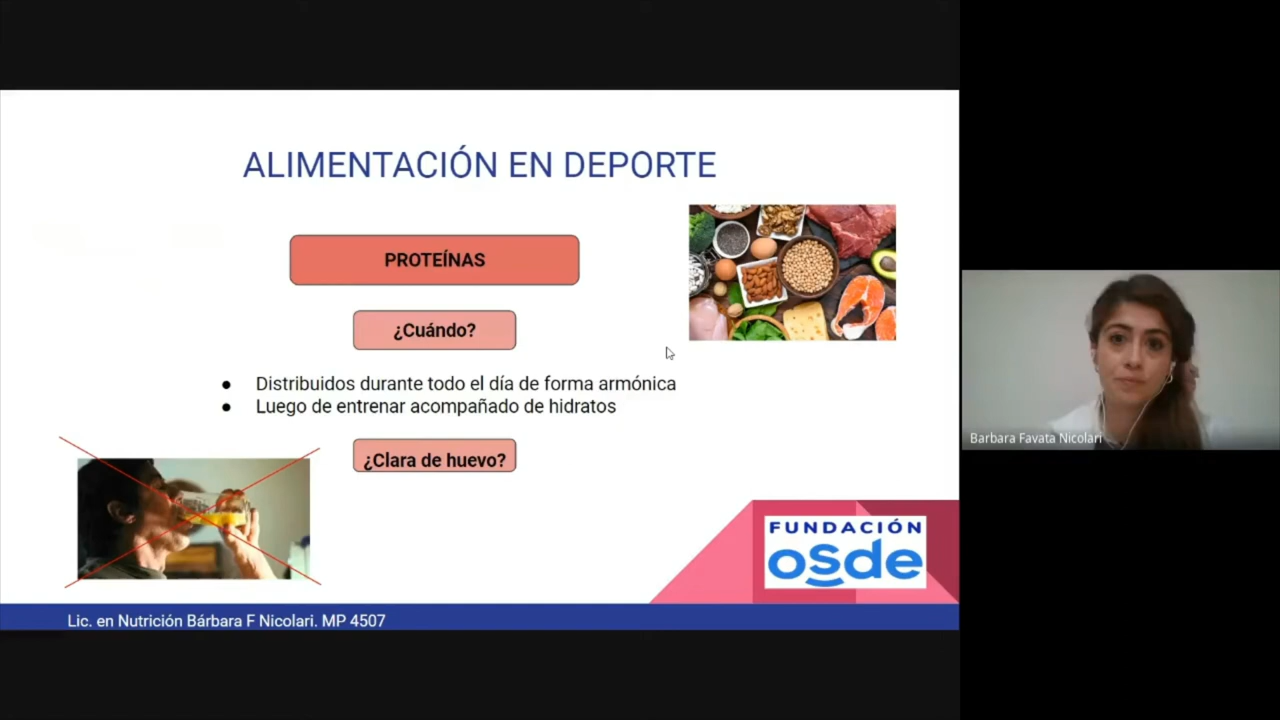 ALIMENTACIÓN EN DEPORTE
PROTEÍNAS
¿Cuándo?
● Distribuidos durante todo el día de forma armónica
● Luego de entrenar acompañado de hidratos
¿Clara de huevo?
FUNDACIÓN
osde
Lic. en Nutrición Bárbara F Nicolari. MP 4507
Barbara Favata Nicolari